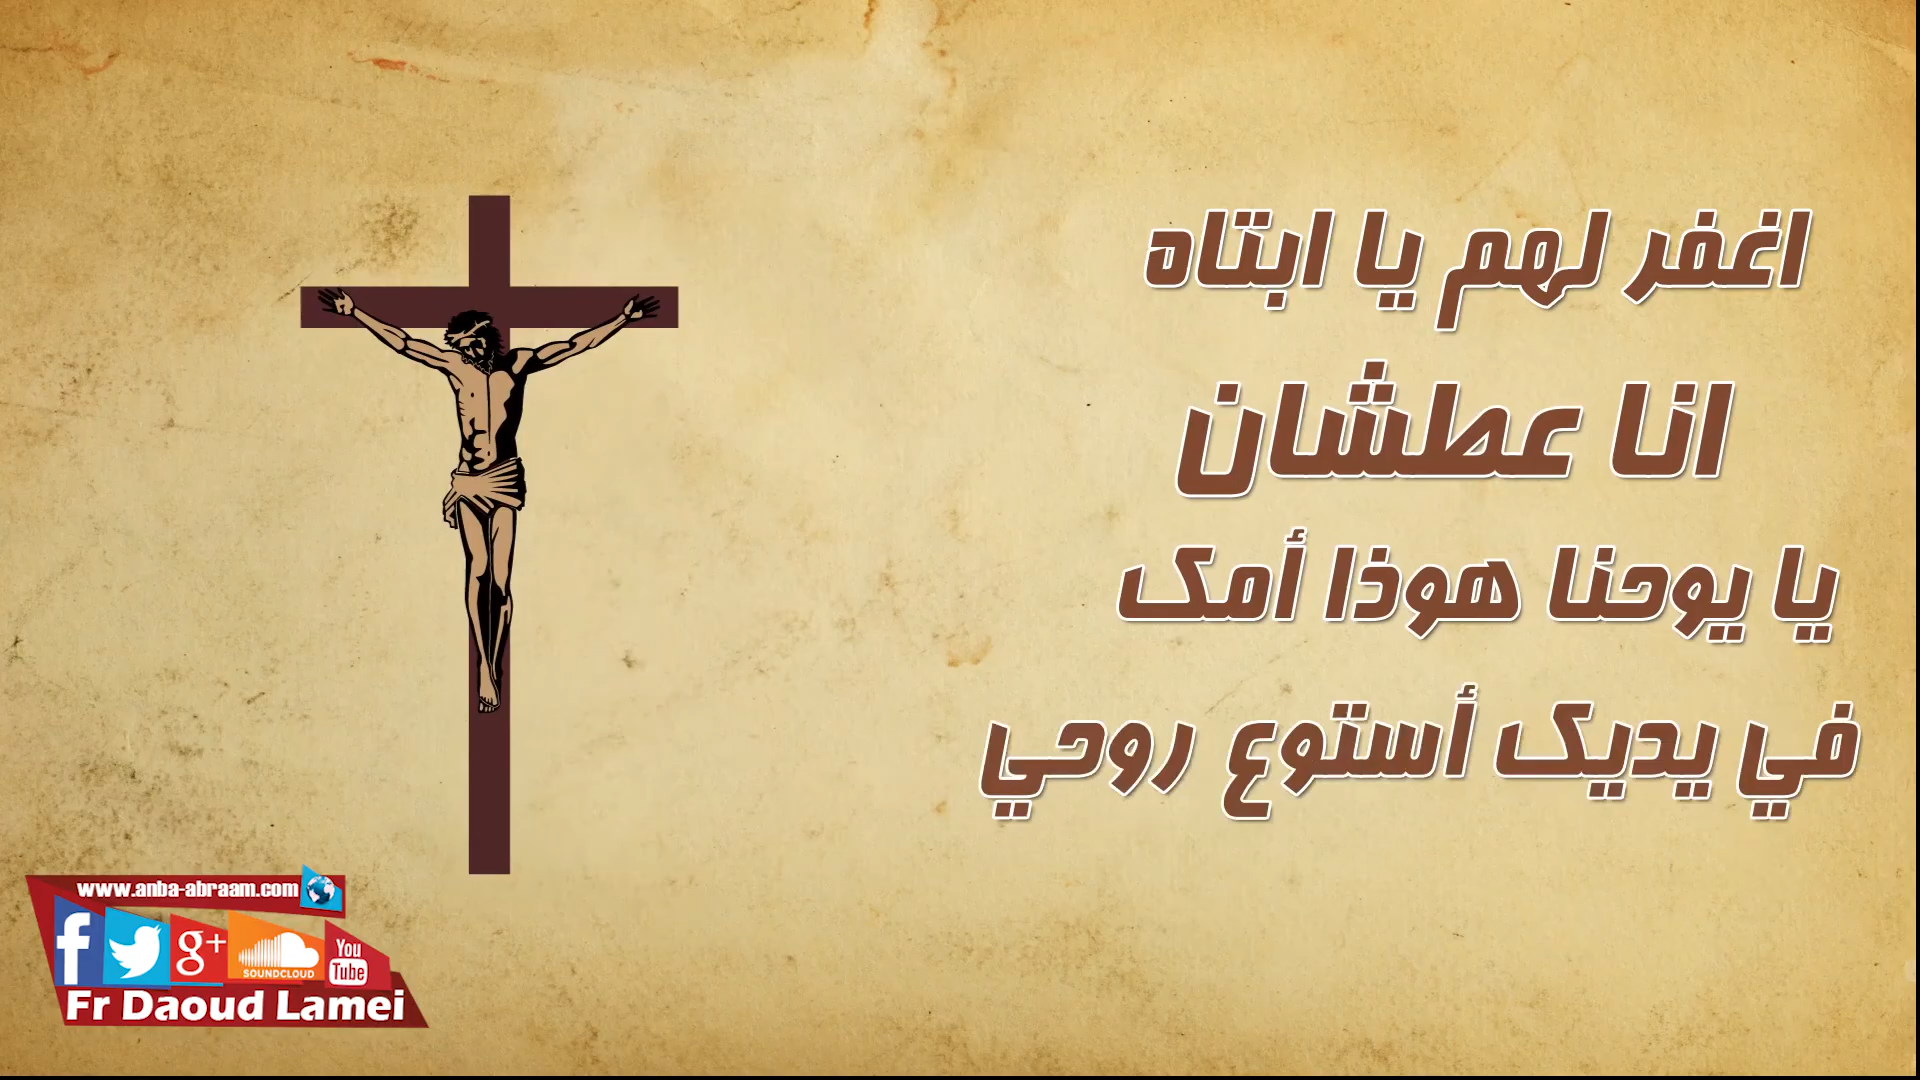 اغفر لهم يا ابتاه
انا عطشان
يا يوحنا هوذا أمك
في يديك أستوع روحي
www.anba-abraam.com
f
g+
SOUNDCLOUD
You
Tube
Fr Daoud Lamei